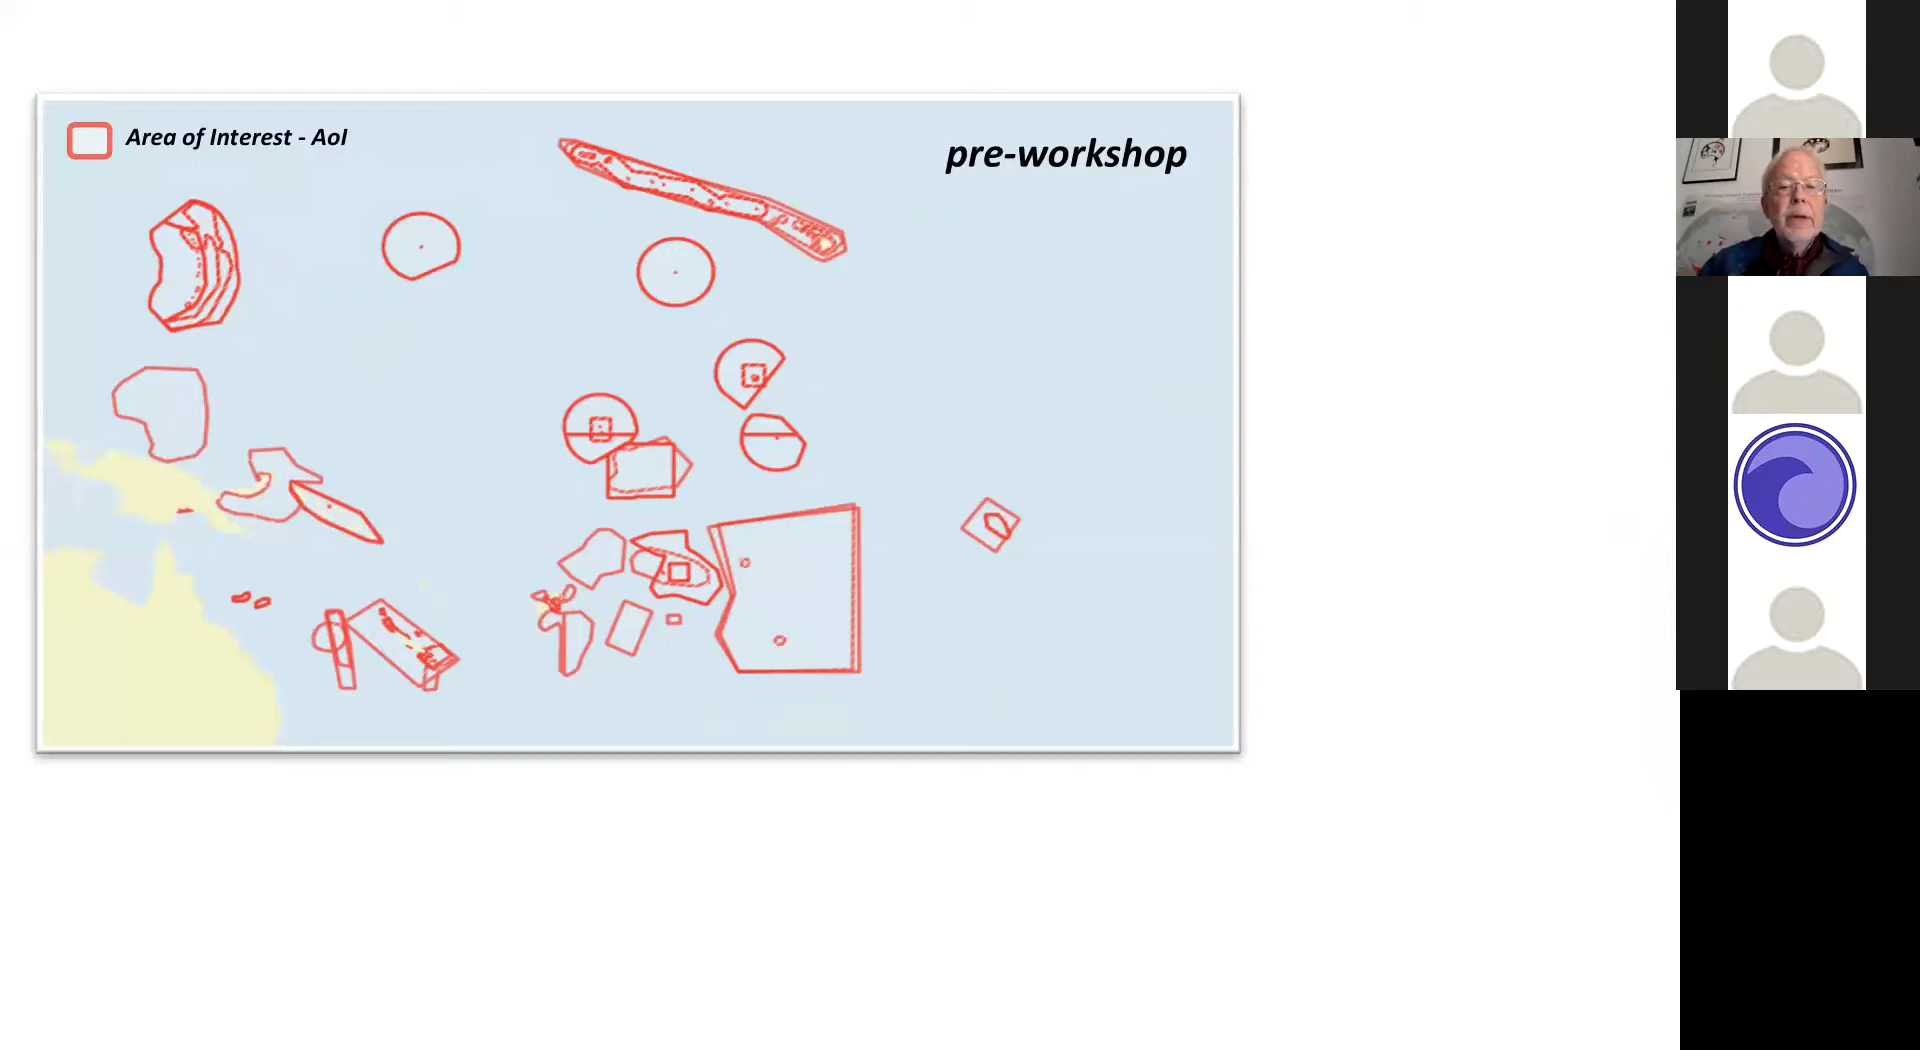 Area of Interest - AoI
pre-workshop